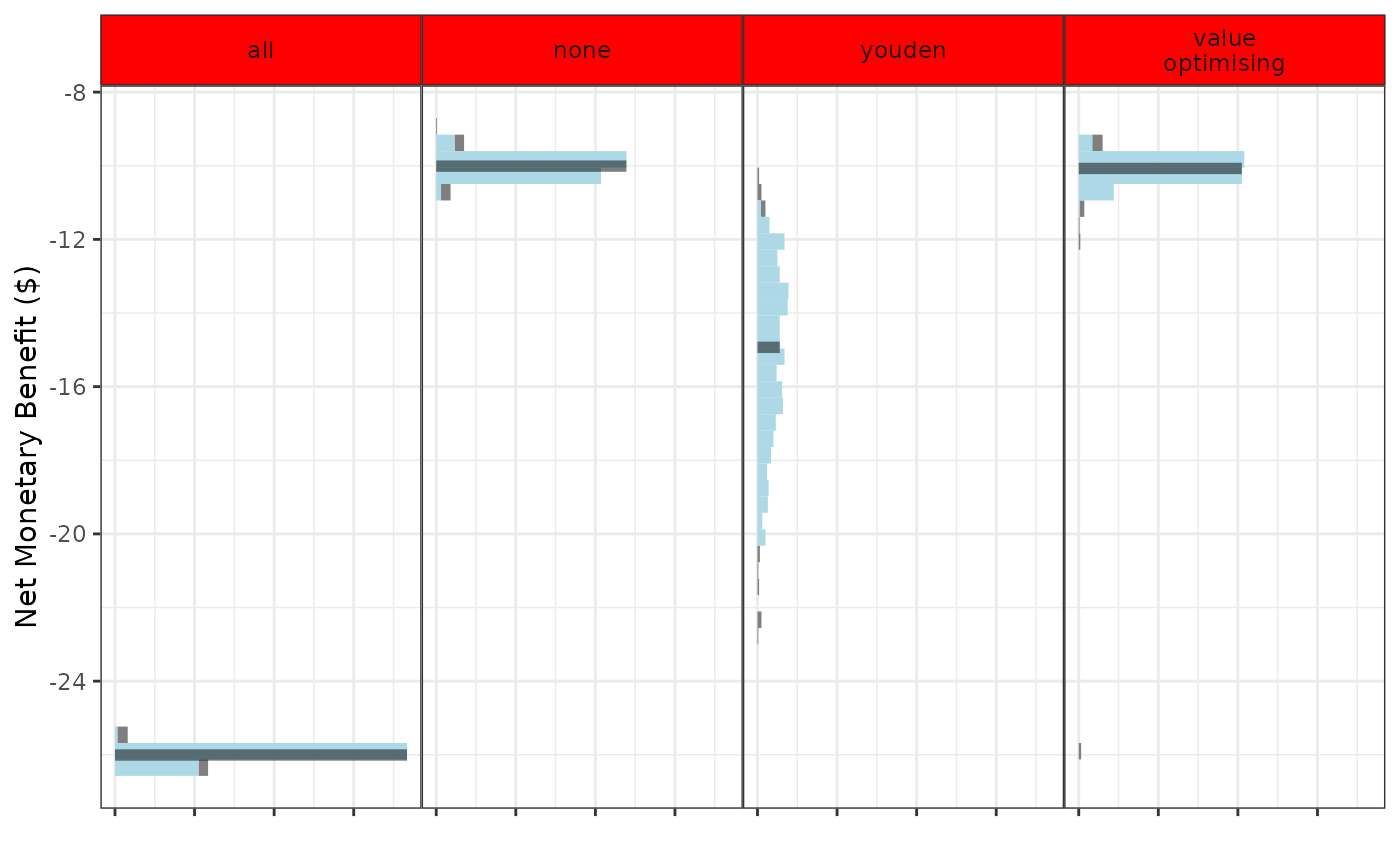 all
none
youden
value
optimising
-8
-12
-16
-20
-24
Net Monetary Benefit ($)